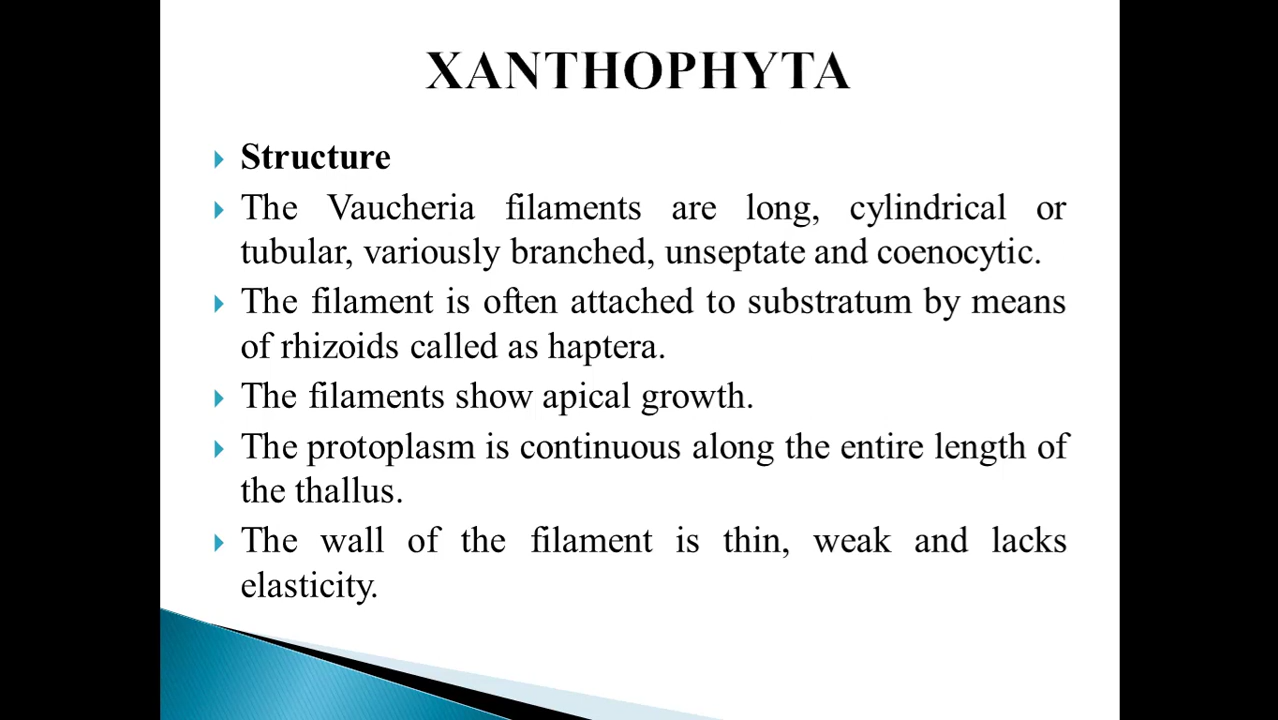 XANTHOPHYTA
Structure
The Vaucheria filaments are long, cylindrical or
tubular, variously branched, unseptate and coenocytic.
The filament is often attached to substratum by means
of rhizoids called as haptera.
The filaments show apical growth.
The protoplasm is continuous along the entire length of
the thallus.
The wall of the filament is thin, weak and lacks
elasticity.